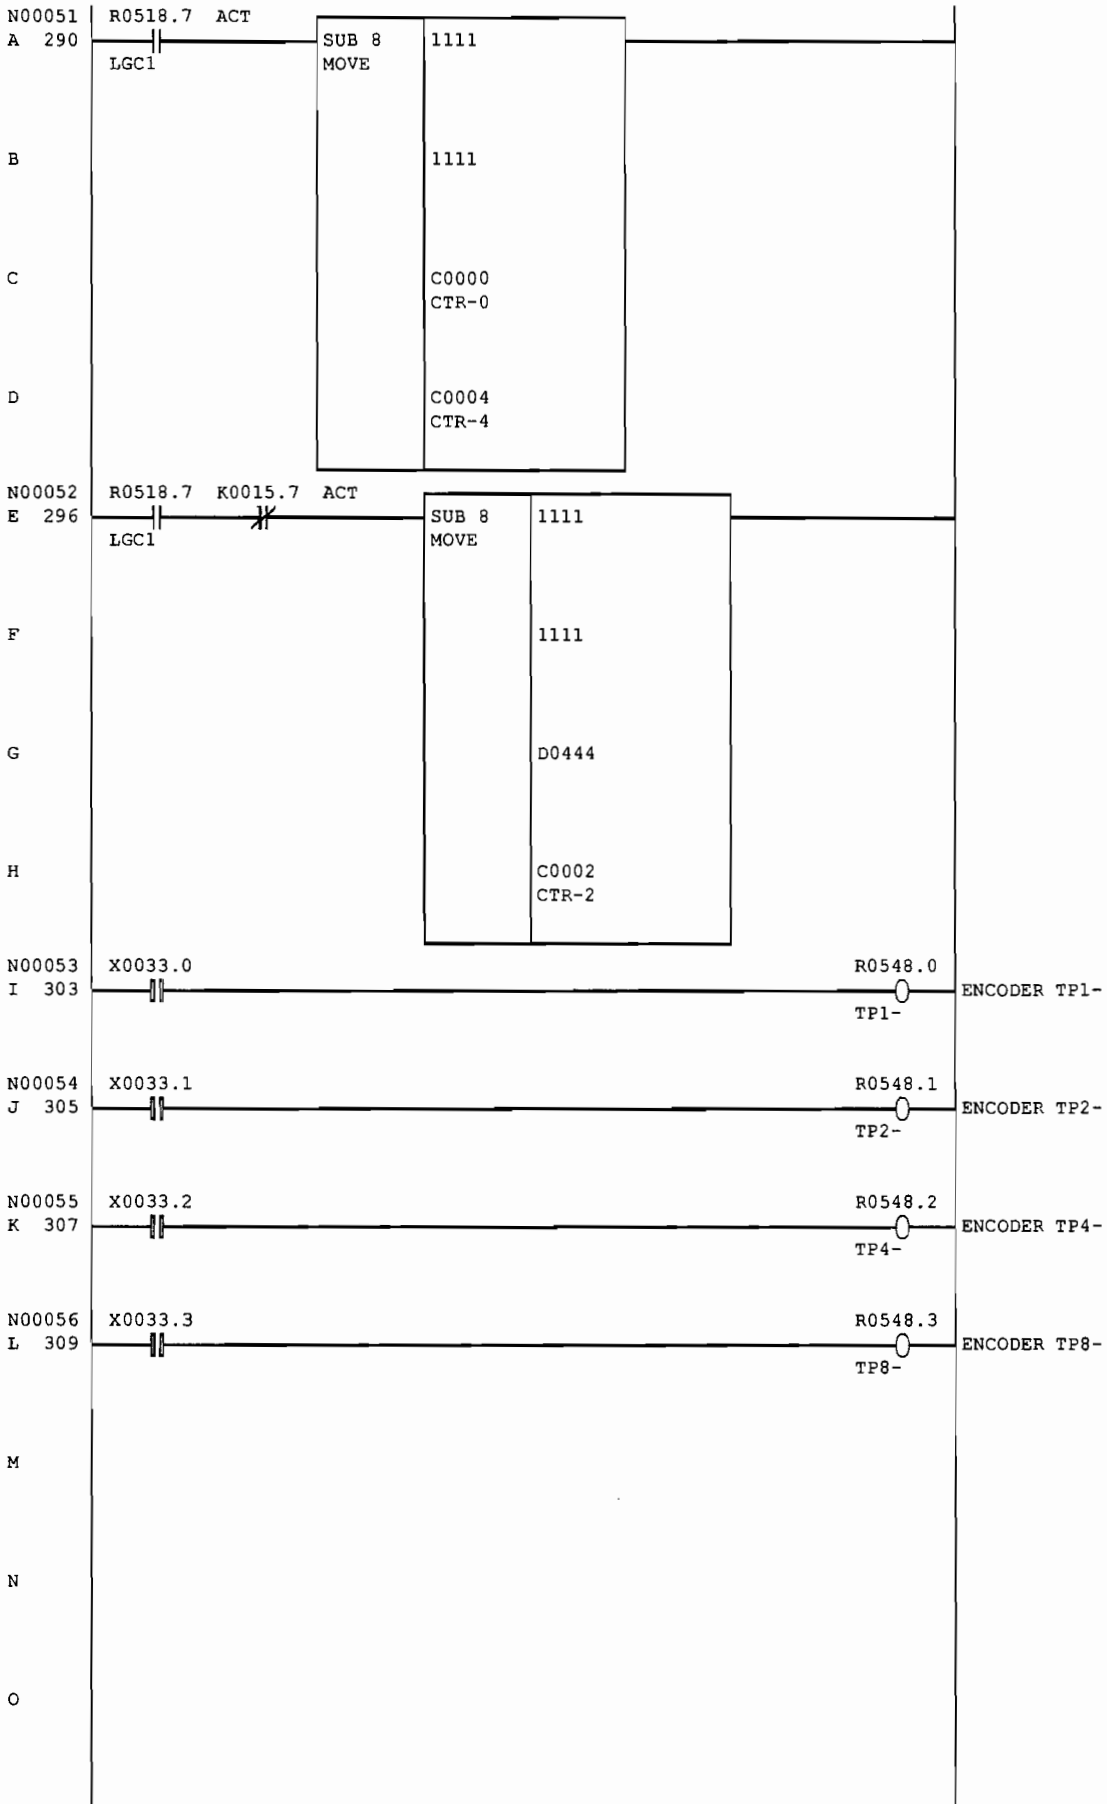 N00051 R0518.7 ACT
A 290 SUB 8 1111
LGC1 MOVE
B 1111
C C0000
CTR-0
D C0004
CTR-4
N00052 R0518.7 K0015.7 ACT
E 296 SUB 8 1111
LGC1 MOVE
F 1111
G D0444
H C0002
CTR-2
N00053 X0033.0 R0548.0
I 303 ENCODER TP1-
TP1-
N00054 X0033.1 R0548.1
J 305 ENCODER TP2-
TP2-
N00055 X0033.2 R0548.2
K 307 ENCODER TP4-
TP4-
N00056 X0033.3 R0548.3
L 309 ENCODER TP8-
TP8-
M
N
O